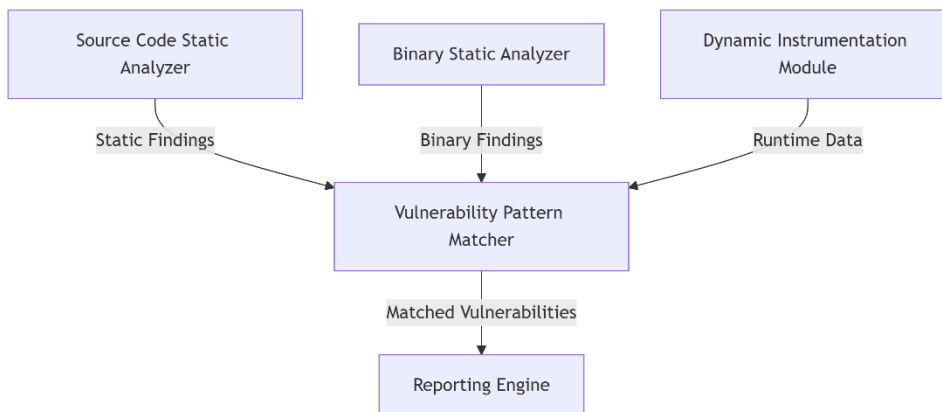 Source Code Static
Analyzer
Binary Static Analyzer
Dynamic Instrumentation
Module
Static Findings
Binary Findings
Runtime Data
Vulnerability Pattern
Matcher
Matched Vulnerabilities
Reporting Engine